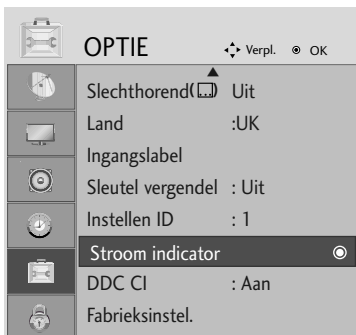 OPTIE Verpl. OK
Slechthorend( ) Uit
Land :UK
Ingangslabel
Sleutel vergendel : Uit
Instellen ID : 1
Stroom indicator
DDC CI : Aan
Fabrieksinstel.